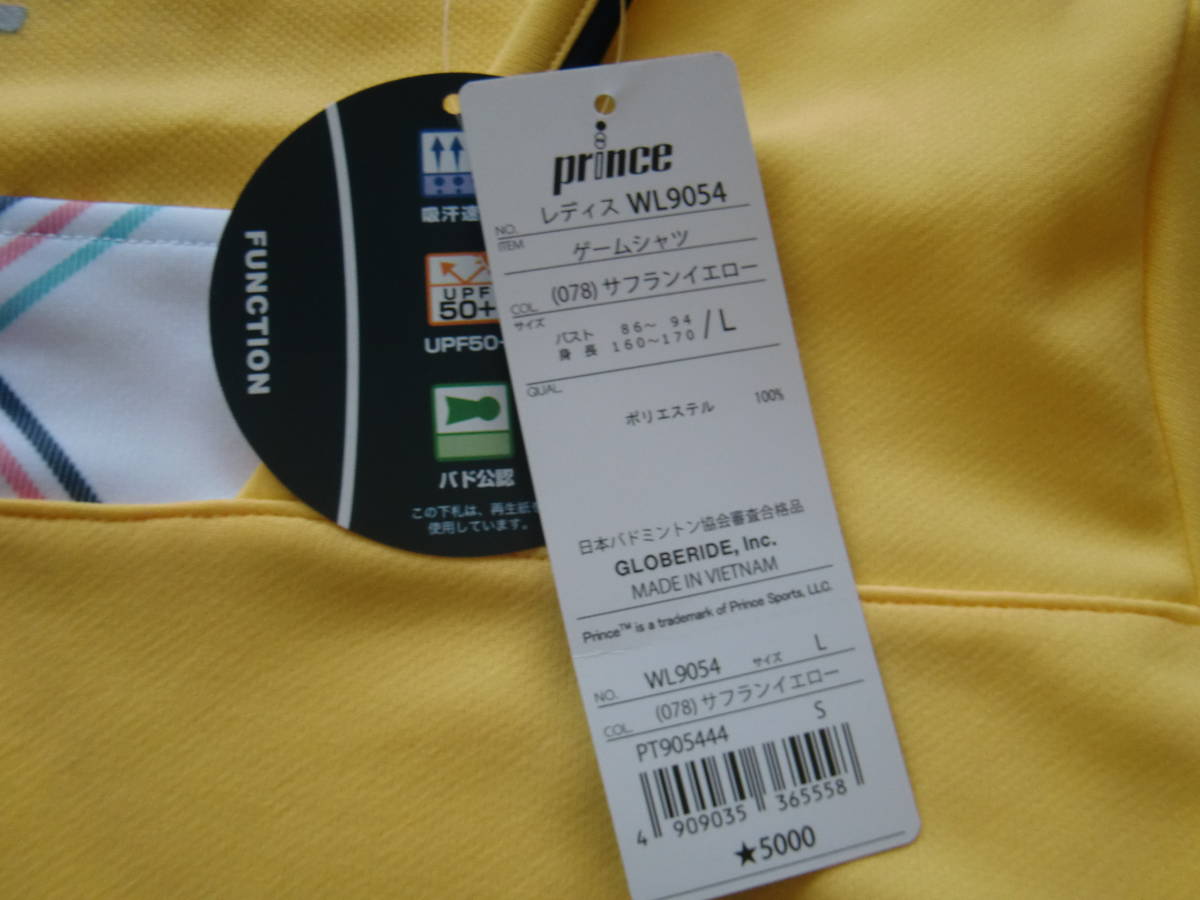 FUNCTION
吸汗速
UPF
50+
UPF50+
バド公認
この下札は、再生紙を
使用しています。
prince
NO. レディス WL9054
ITEM ゲームシャツ
COL. (078) サフランイエロー
サイズ バスト 86～ 94
身長 160～170 /L
QUAL.
ポリエステル 100%
日本バドミントン協会審査合格品
GLOBERIDE, Inc.
MADE IN VIETNAM
Prince™ is a trademark of Prince Sports, LLC.
NO. WL9054 サイズ L
COL. (078) サフランイエロー
PT905444 S
4 909035 365558
★5000